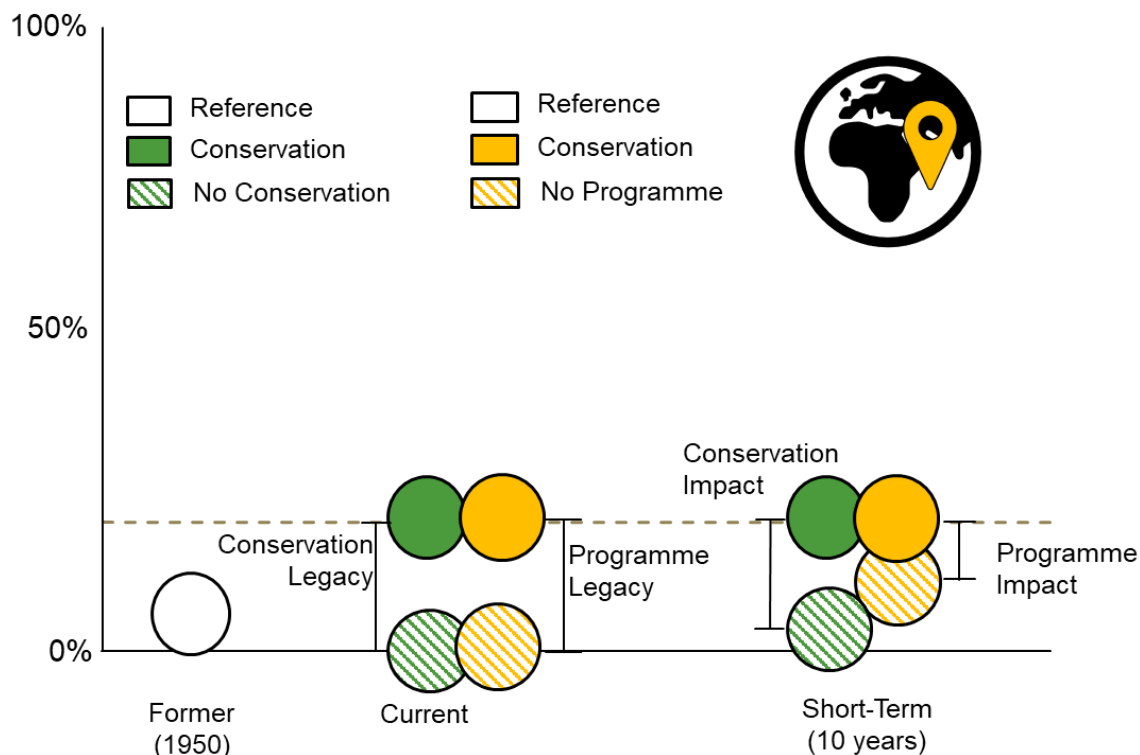 100%
Reference
Conservation
No Conservation
Reference
Conservation
No Programme
50%
Conservation
Impact
Conservation
Legacy
Programme
Legacy
Programme
Impact
0%
Former
(1950)
Current
Short-Term
(10 years)